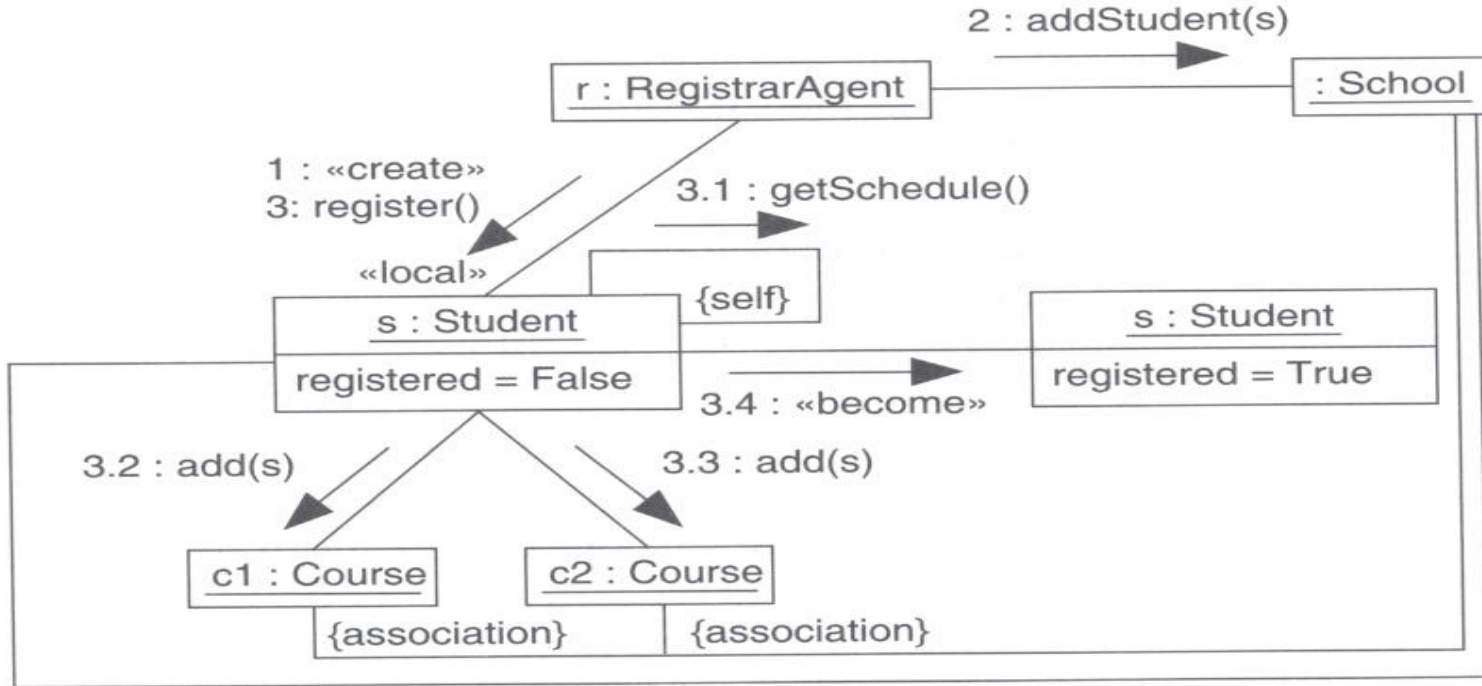 2 : addStudent(s)
r : RegistrarAgent
: School
1 : «create»
3: register()
3.1 : getSchedule()
«local»
{self}
s : Student
registered = False
s : Student
registered = True
3.4 : «become»
3.2 : add(s)
3.3 : add(s)
c1 : Course
c2 : Course
{association}
{association}